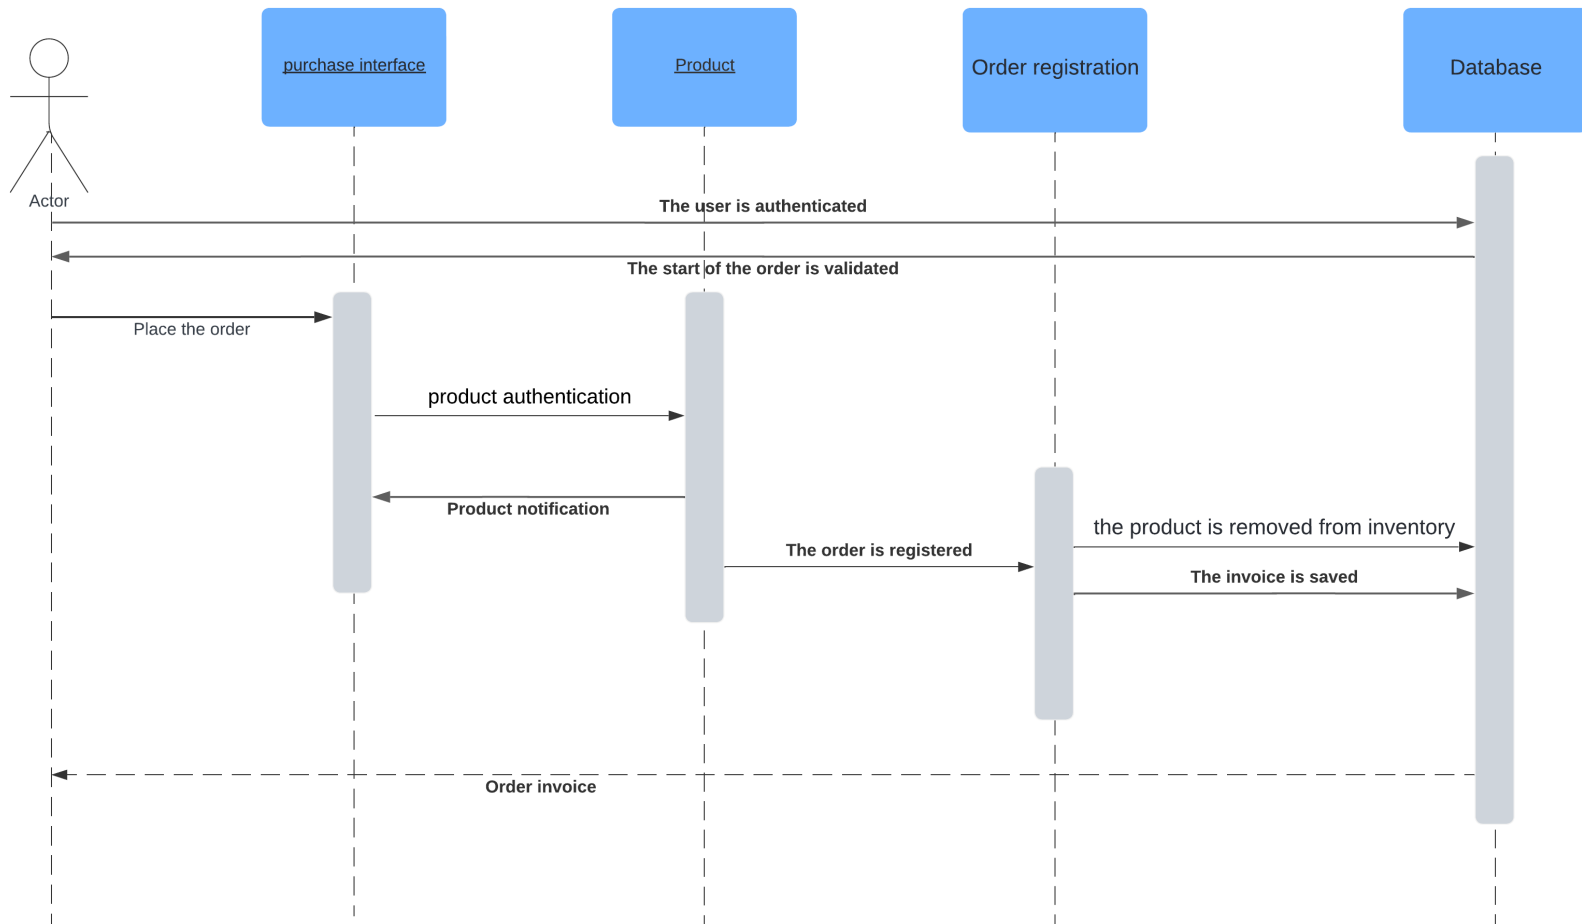 purchase interface
Product
Order registration
Database
Actor
The user is authenticated
The start of the order is validated
Place the order
product authentication
Product notification
the product is removed from inventory
The order is registered
The invoice is saved
Order invoice